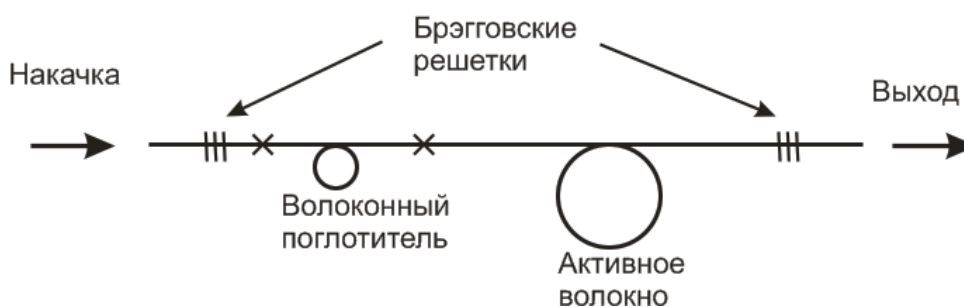 Брэгговские
решетки
Накачка
Выход
Волоконный
поглотитель
Активное
волокно